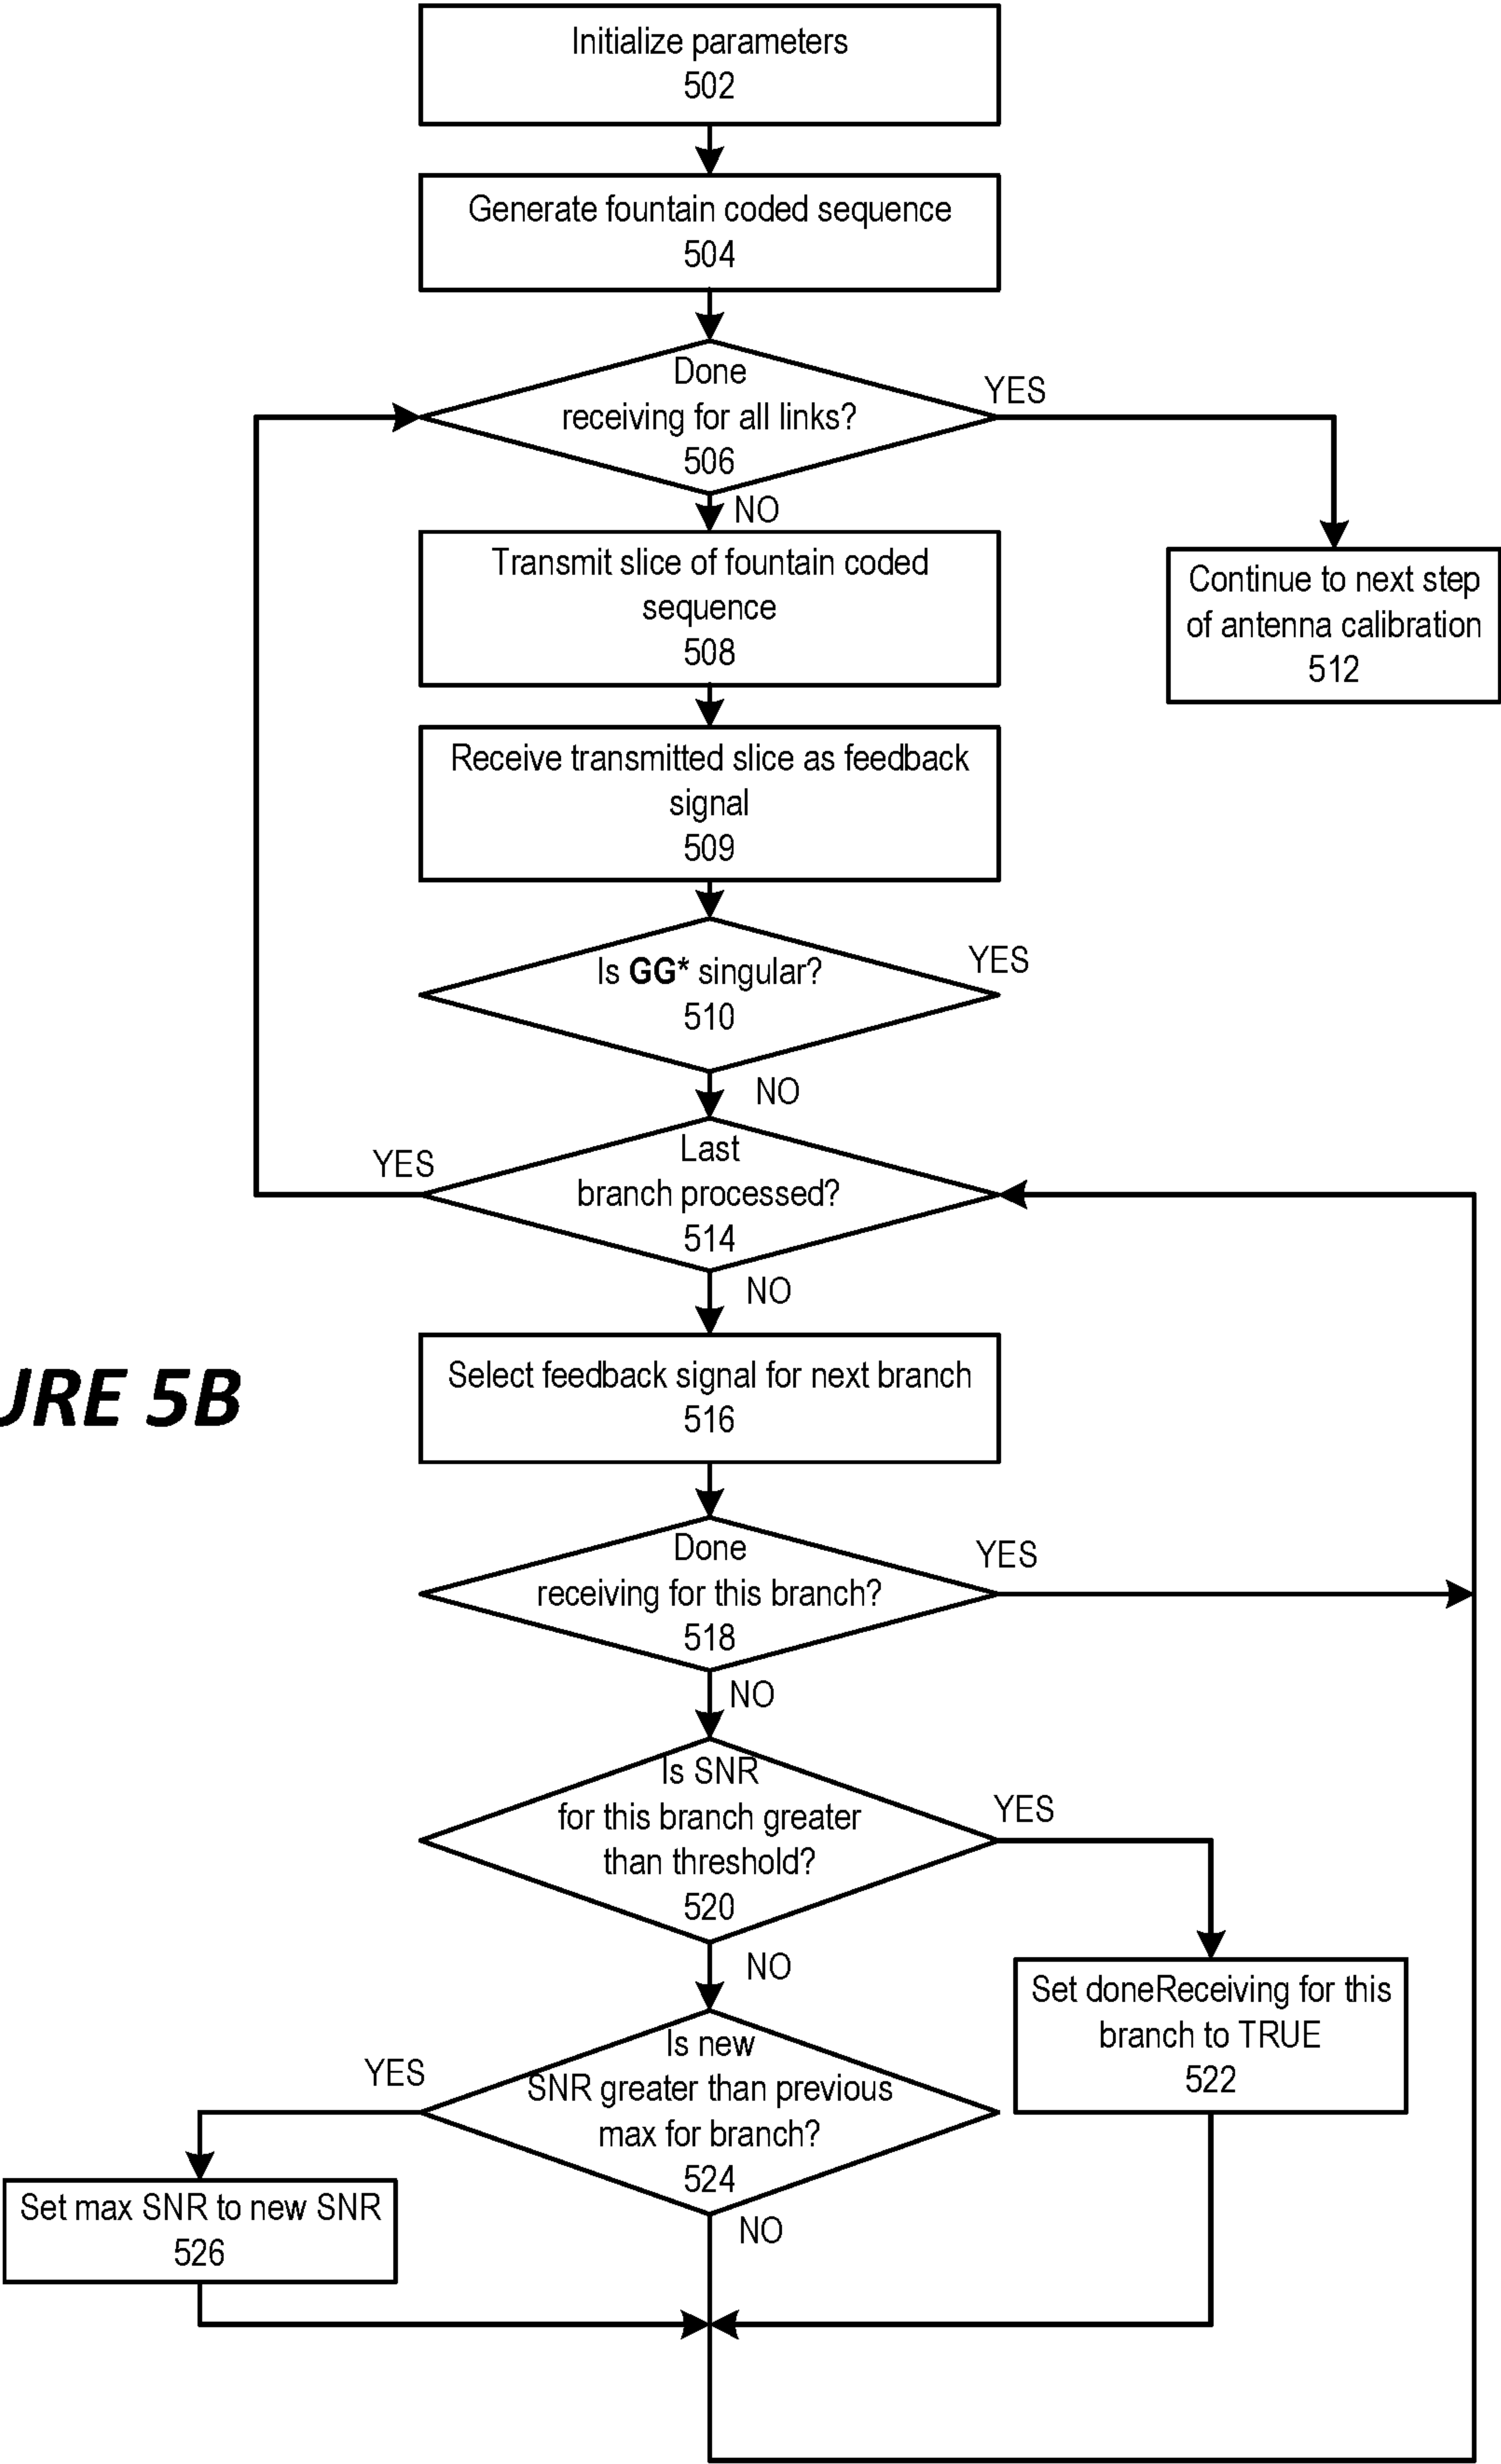 Initialize parameters
502
Generate fountain coded sequence
504
Done
receiving for all links?
506
YES
NO
Transmit slice of fountain coded
sequence
508
Continue to next step
of antenna calibration
512
Receive transmitted slice as feedback
signal
509
Is GG* singular?
510
YES
NO
Last
branch processed?
514
YES
NO
Select feedback signal for next branch
516
URE 5B
Done
receiving for this branch?
518
YES
NO
Is SNR
for this branch greater
than threshold?
520
YES
NO
Set doneReceiving for this
branch to TRUE
522
Is new
SNR greater than previous
max for branch?
524
YES
NO
Set max SNR to new SNR
526